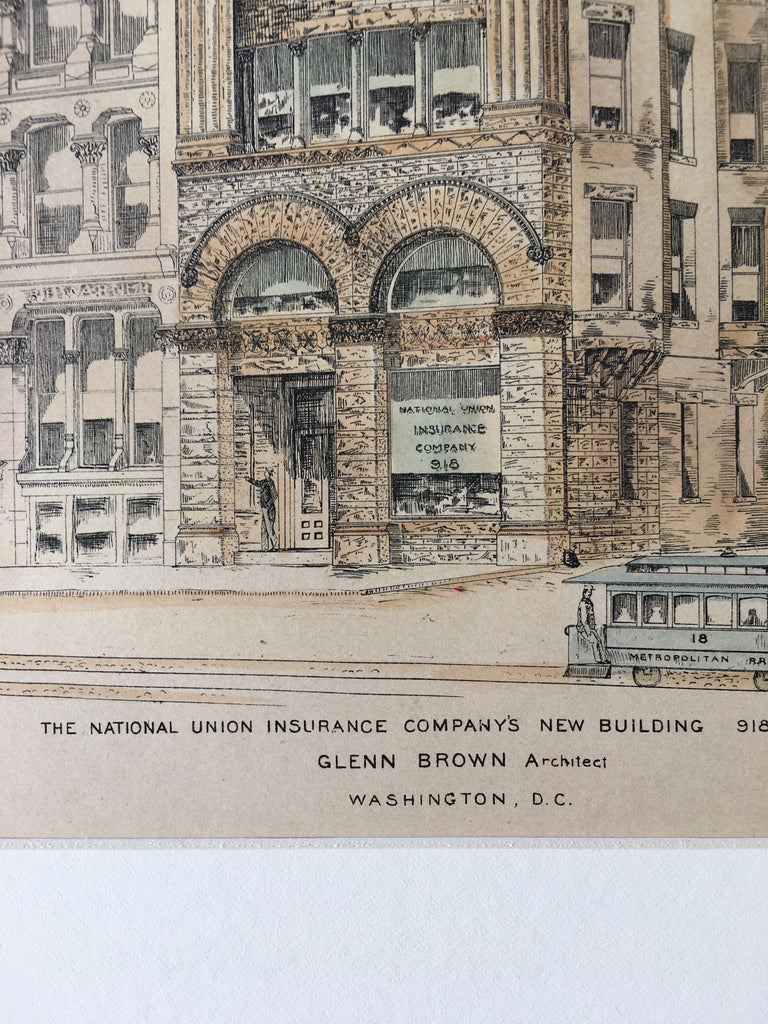 NATIONAL UNION
INSURANCE
COMPANY
918
18
METROPOLITAN RR
THE NATIONAL UNION INSURANCE COMPANY'S NEW BUILDING 918
GLENN BROWN Architect
WASHINGTON, D.C.